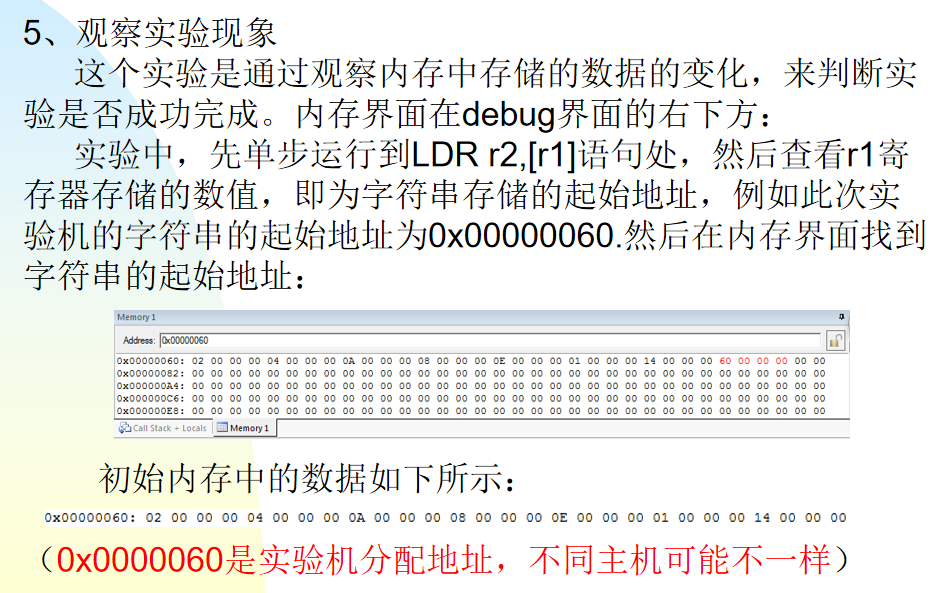 5、观察实验现象
这个实验是通过观察内存中存储的数据的变化，来判断实
验是否成功完成。内存界面在debug界面的右下方：
实验中，先单步运行到LDR r2,[r1]语句处，然后查看r1寄
存器存储的数值，即为字符串存储的起始地址，例如此次实
验机的字符串的起始地址为0x00000060.然后在内存界面找到
字符串的起始地址：
Memory 1
Address: 0x00000060
0x00000060: 02 00 00 00 04 00 00 00 0A 00 00 00 08 00 00 00 0E 00 00 00 01 00 00 00 14 00 00 00 60 00 00 00 00 00
0x00000082: 00 00 00 00 00 00 00 00 00 00 00 00 00 00 00 00 00 00 00 00 00 00 00 00 00 00 00 00 00 00 00 00 00 00
0x000000A4: 00 00 00 00 00 00 00 00 00 00 00 00 00 00 00 00 00 00 00 00 00 00 00 00 00 00 00 00 00 00 00 00 00 00
0x000000C6: 00 00 00 00 00 00 00 00 00 00 00 00 00 00 00 00 00 00 00 00 00 00 00 00 00 00 00 00 00 00 00 00 00 00
0x000000E8: 00 00 00 00 00 00 00 00 00 00 00 00 00 00 00 00 00 00 00 00 00 00 00 00 00 00 00 00 00 00 00 00 00 00
Call Stack + Locals Memory 1
初始内存中的数据如下所示：
0x00000060: 02 00 00 00 04 00 00 00 0A 00 00 00 08 00 00 00 0E 00 00 00 01 00 00 00 14 00 00 00
（0x0000060是实验机分配地址，不同主机可能不一样）